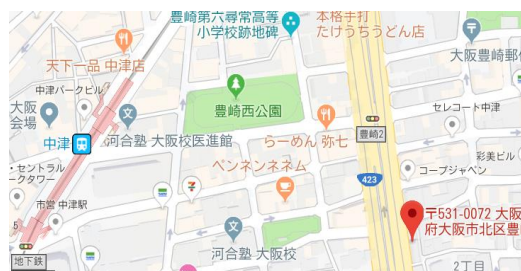 豊崎第六尋常高等
小学校跡地碑
本格手打
たけうちうどん店
天下一品 中津店
大阪豊崎郵便
中津パークビル
大阪
会場
豊崎西公園
セレコート中津
中津
河合塾 大阪校医進館
らーめん 弥七
豊崎2
彩美ビル
・セントラル
ークタワー
ペンネンネネム
コープジャペン
423
市営 中津駅
〒531-0072 大阪
府大阪市北区豊
5
河合塾 大阪校
地下鉄
2丁目